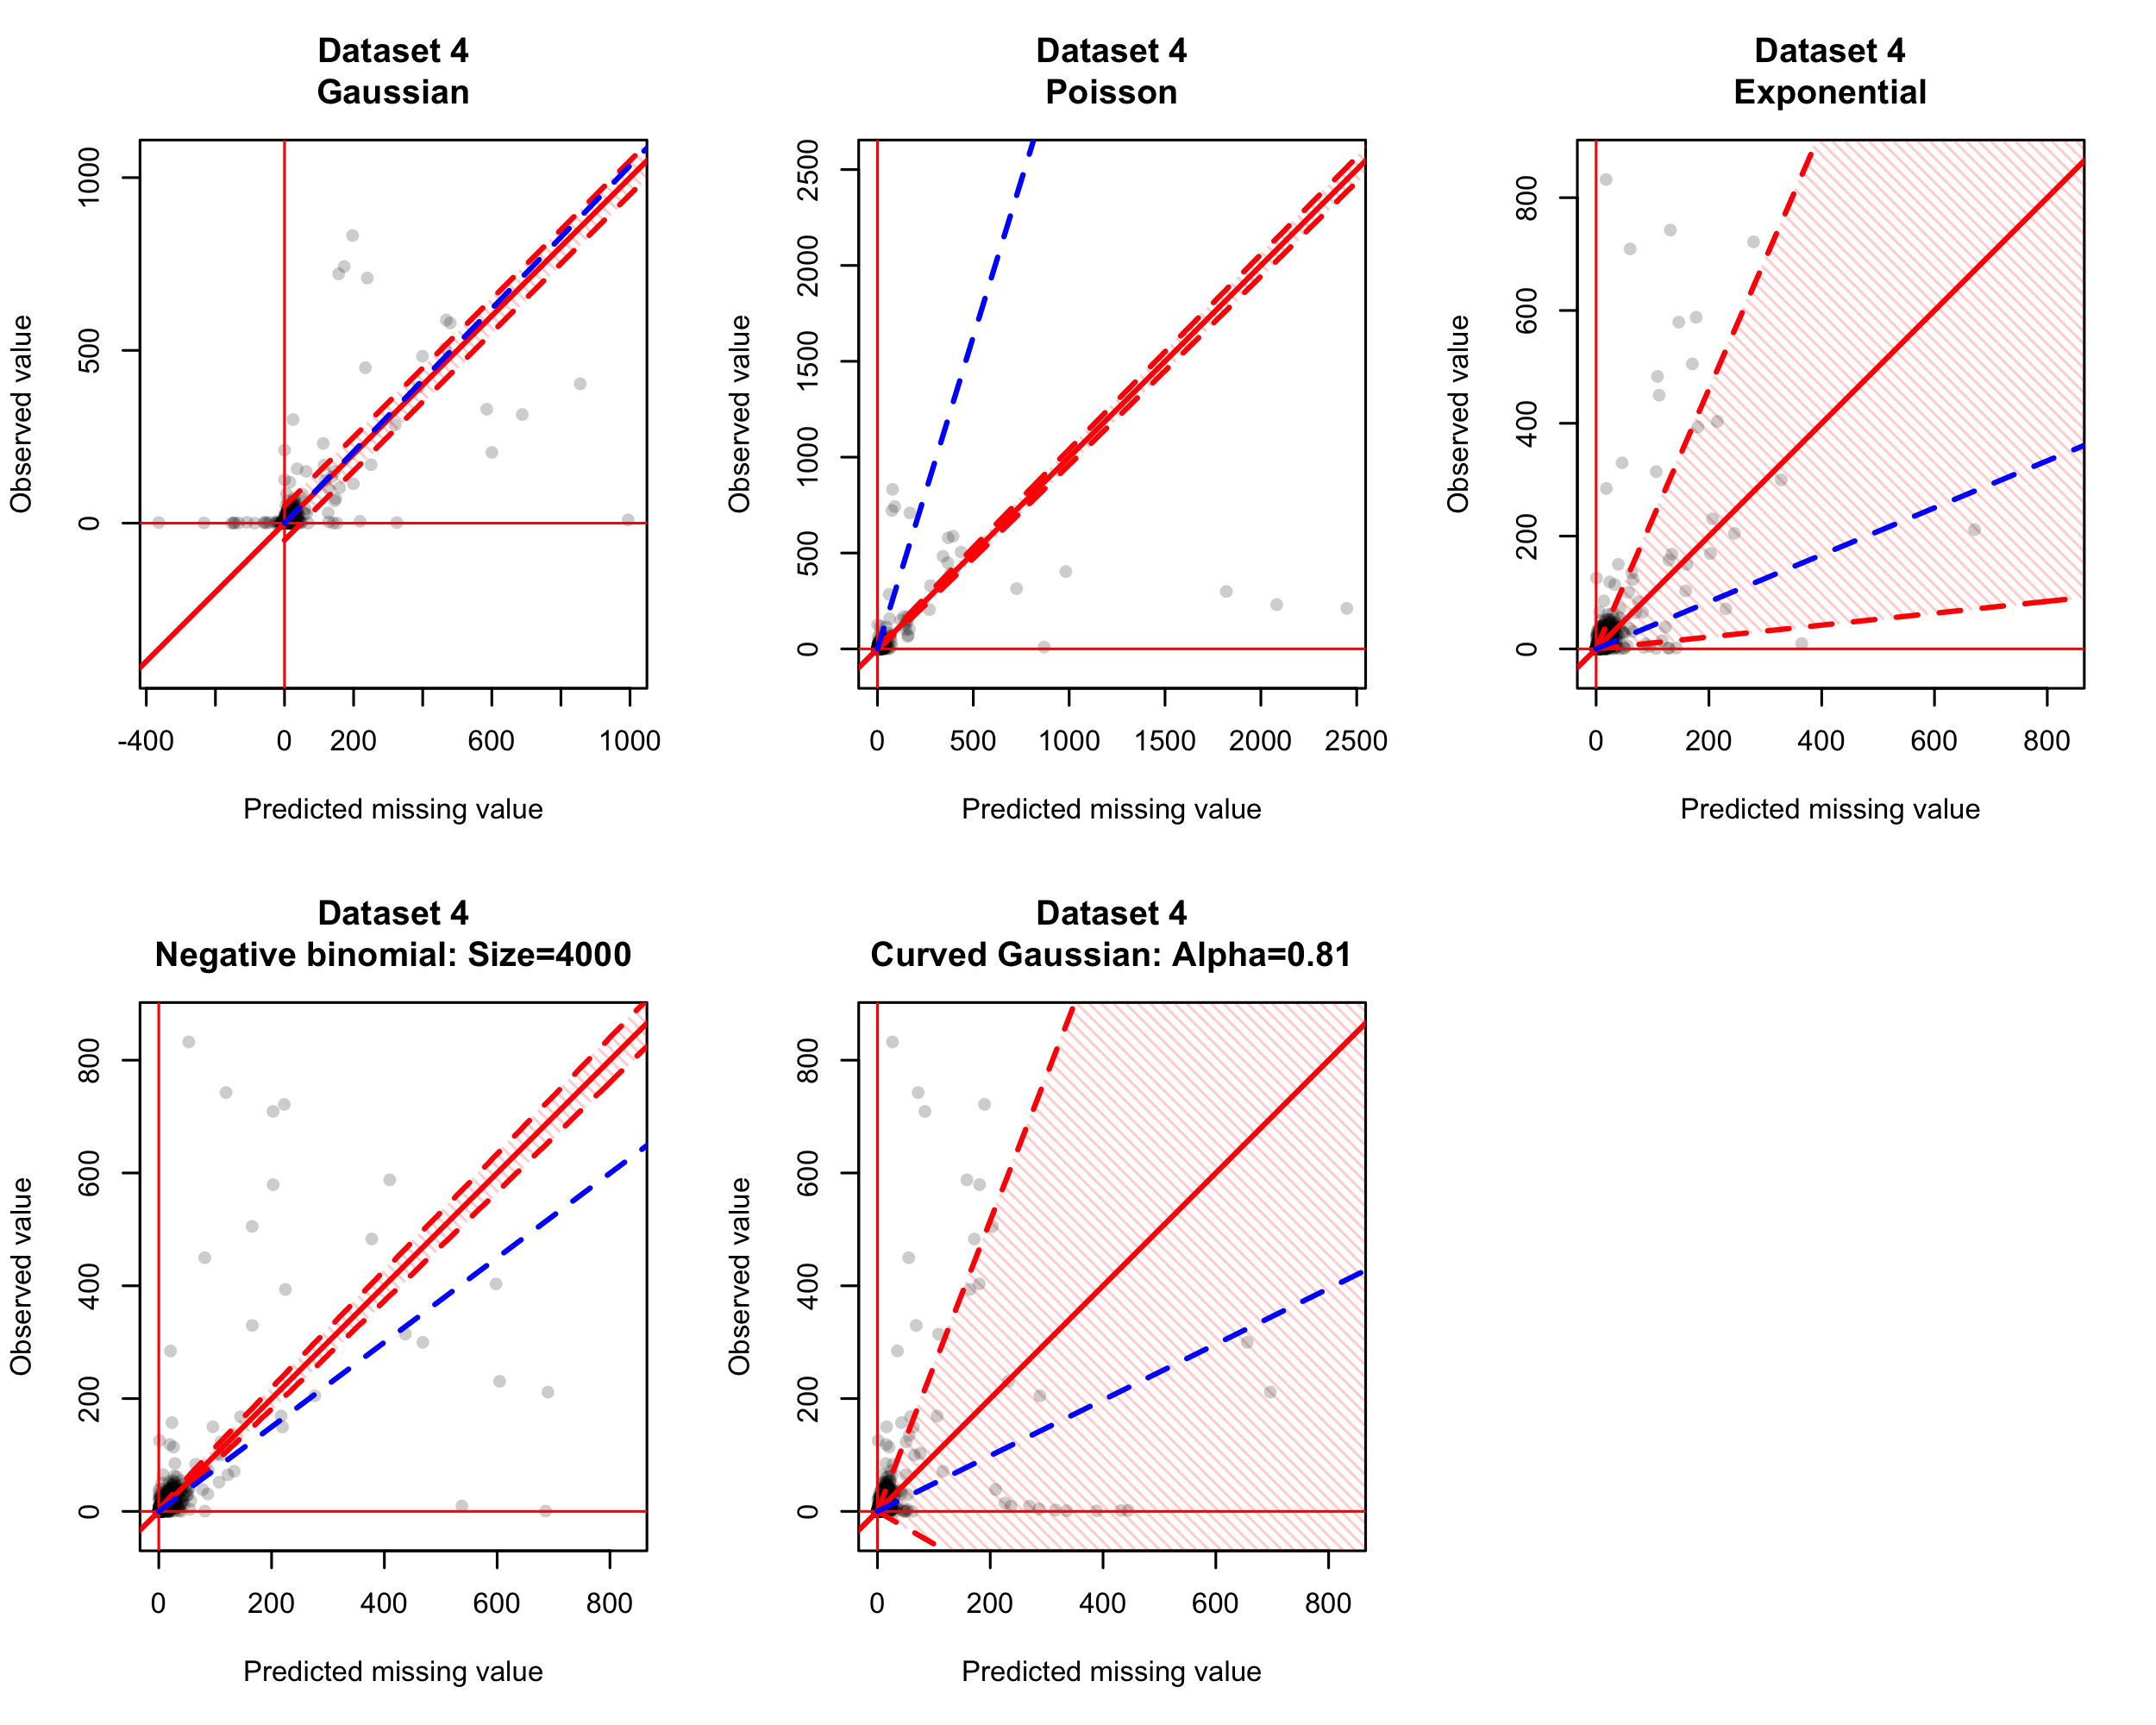 Dataset 4
Gaussian
Observed value
1000
500
0
-400 0 200 600 1000
Predicted missing value
Dataset 4
Poisson
Observed value
2500
2000
1500
1000
500
0
0 500 1000 1500 2000 2500
Predicted missing value
Dataset 4
Exponential
Observed value
800
600
400
200
0
0 200 400 600 800
Predicted missing value
Dataset 4
Negative binomial: Size=4000
Observed value
800
600
400
200
0
0 200 400 600 800
Predicted missing value
Dataset 4
Curved Gaussian: Alpha=0.81
Observed value
800
600
400
200
0
0 200 400 600 800
Predicted missing value